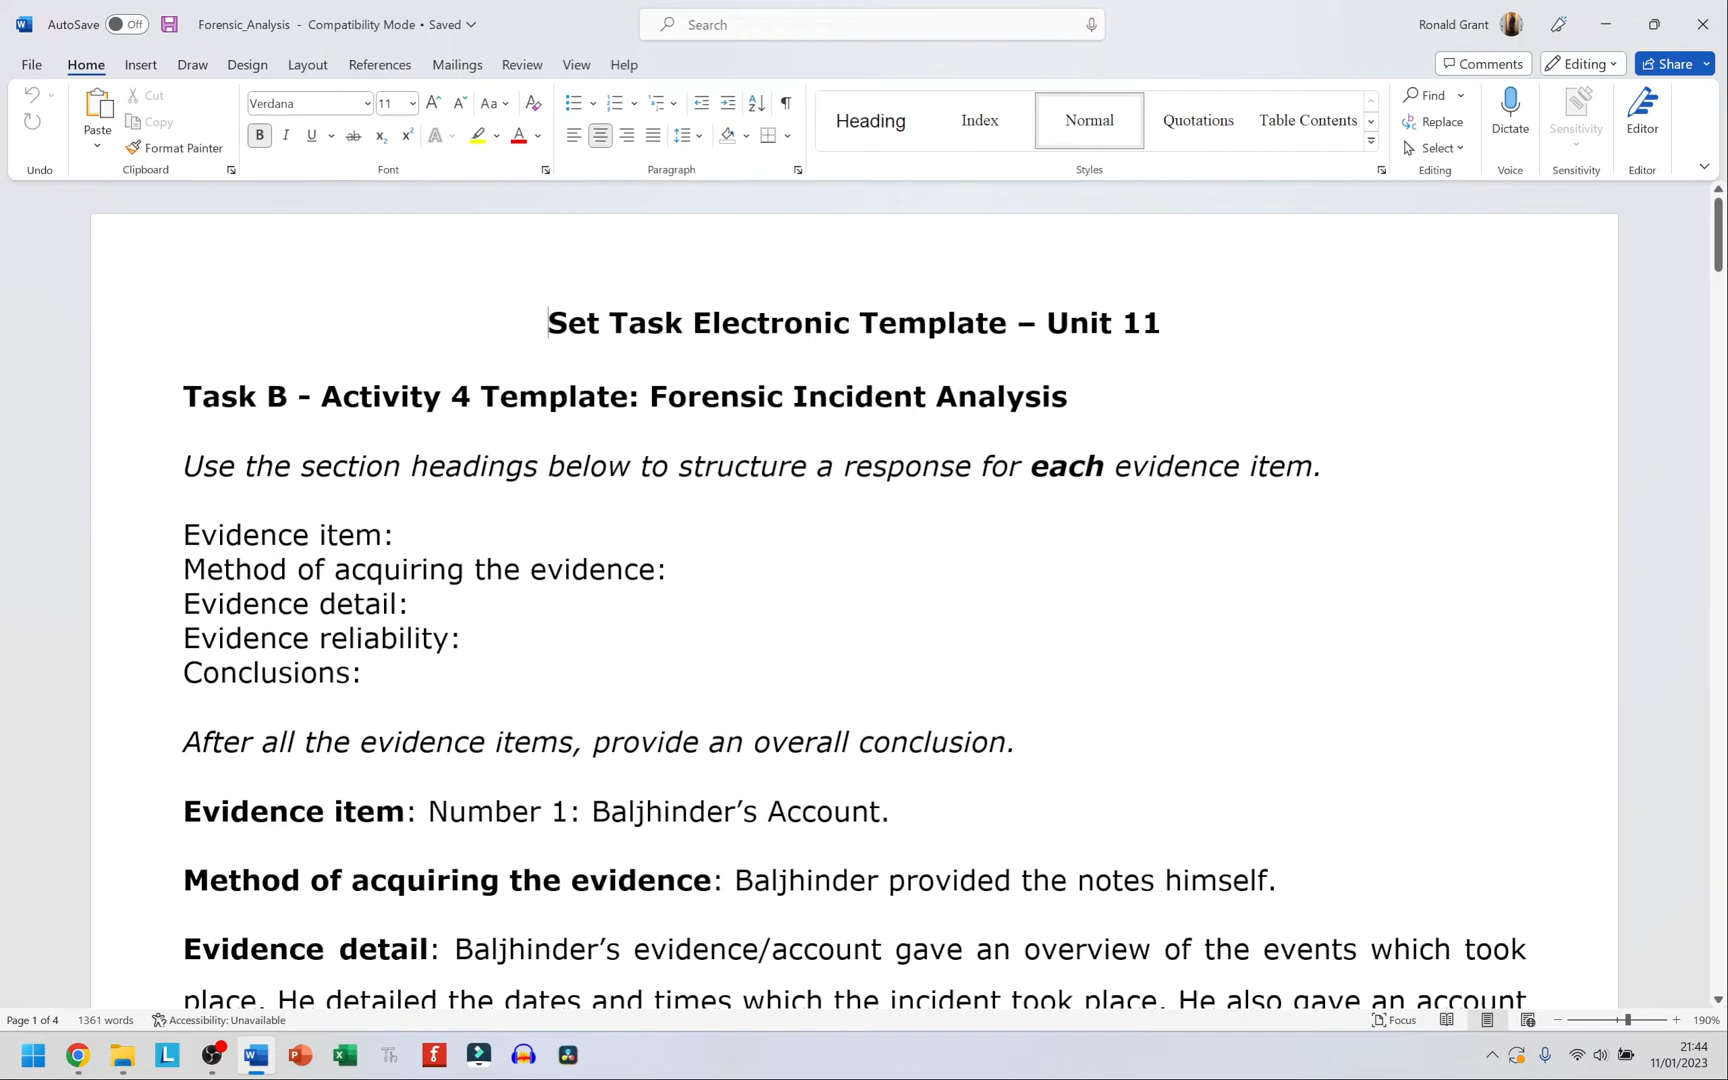 AutoSave Off Forensic_Analysis - Compatibility Mode • Saved Search Ronald Grant
File Home Insert Draw Design Layout References Mailings Review View Help Comments Editing Share
Paste Cut Copy Format Painter
Verdana 11
Heading Index Normal Quotations Table Contents
Find Replace Select
Dictate Sensitivity Editor
Undo Clipboard Font Paragraph Styles Editing Voice Sensitivity Editor
Set Task Electronic Template – Unit 11
Task B - Activity 4 Template: Forensic Incident Analysis
Use the section headings below to structure a response for each evidence item.
Evidence item:
Method of acquiring the evidence:
Evidence detail:
Evidence reliability:
Conclusions:
After all the evidence items, provide an overall conclusion.
Evidence item: Number 1: Baljhinder’s Account.
Method of acquiring the evidence: Baljhinder provided the notes himself.
Evidence detail: Baljhinder’s evidence/account gave an overview of the events which took
place. He detailed the dates and times which the incident took place. He also gave an account
Page 1 of 4 1361 words Accessibility: Unavailable Focus 190%
21:44
11/01/2023